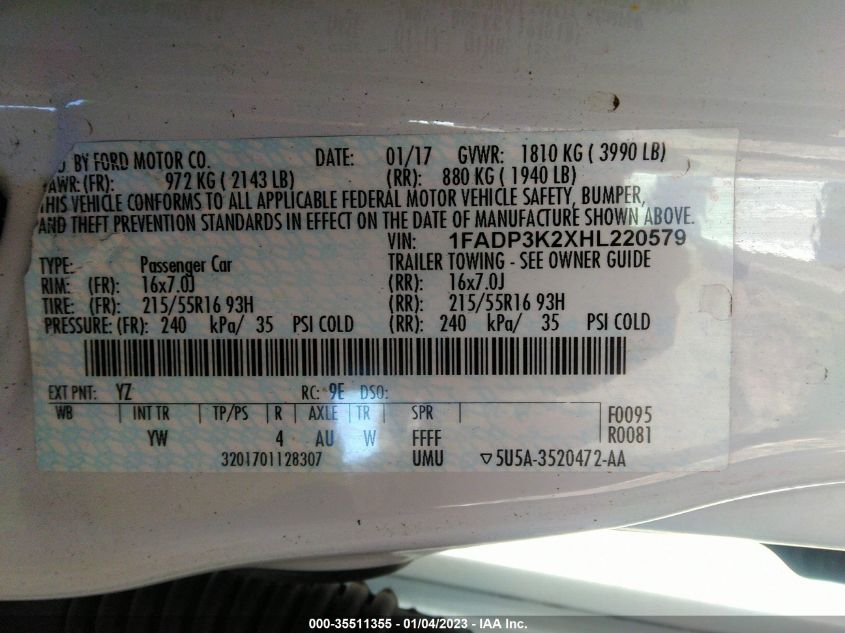 BY FORD MOTOR CO. DATE: 01/17 GVWR: 1810 KG ( 3990 LB)
(FR): 972 KG ( 2143 LB) (RR): 880 KG ( 1940 LB)
THIS VEHICLE CONFORMS TO ALL APPLICABLE FEDERAL MOTOR VEHICLE SAFETY, BUMPER,
AND THEFT PREVENTION STANDARDS IN EFFECT ON THE DATE OF MANUFACTURE SHOWN ABOVE.
VIN: 1FADP3K2XHL220579
TYPE: Passenger Car TRAILER TOWING - SEE OWNER GUIDE
RIM: (FR): 16x7.0J (RR): 16x7.0J
TIRE: (FR): 215/55R16 93H (RR): 215/55R16 93H
PRESSURE: (FR): 240 kPa/ 35 PSI COLD (RR): 240 kPa/ 35 PSI COLD
EXT PNT: YZ RC: 9E DSO:
WB INT TR TP/PS R AXLE TR SPR F0095
YW 4 AU W FFFF R0081
3201701128307 UMU ▽5U5A-3520472-AA
000-35511355 - 01/04/2023 - IAA Inc.